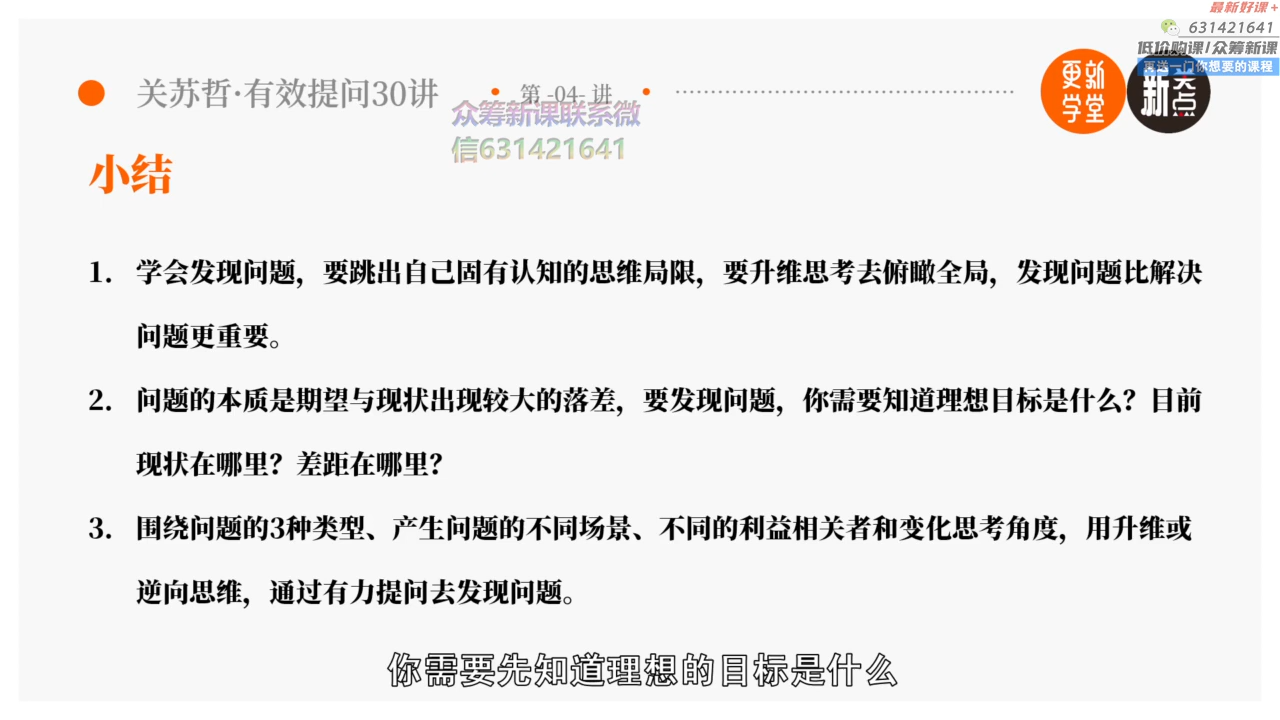 最新好课+
631421641
低价购课/众筹新课
再送一门你想要的课程
关苏哲·有效提问30讲
第 -04- 讲
更新
学堂
新关点
众筹新课联系微
信631421641
小结
1. 学会发现问题，要跳出自己固有认知的思维局限，要升维思考去俯瞰全局，发现问题比解决
问题更重要。
2. 问题的本质是期望与现状出现较大的落差，要发现问题，你需要知道理想目标是什么？目前
现状在哪里？差距在哪里？
3. 围绕问题的3种类型、产生问题的不同场景、不同的利益相关者和变化思考角度，用升维或
逆向思维，通过有力提问去发现问题。
你需要先知道理想的目标是什么